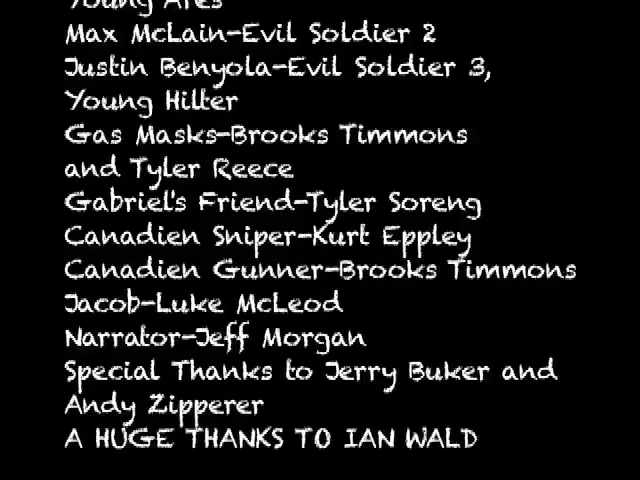 Young Ares
Max McLain-Evil Soldier 2
Justin Benyola-Evil Soldier 3,
Young Hilter
Gas Masks-Brooks Timmons
and Tyler Reece
Gabriel's Friend-Tyler Soreng
Canadien Sniper-Kurt Eppley
Canadien Gunner-Brooks Timmons
Jacob-Luke McLeod
Narrator-Jeff Morgan
Special Thanks to Jerry Buker and
Andy Zipperer
A HUGE THANKS TO IAN WALD